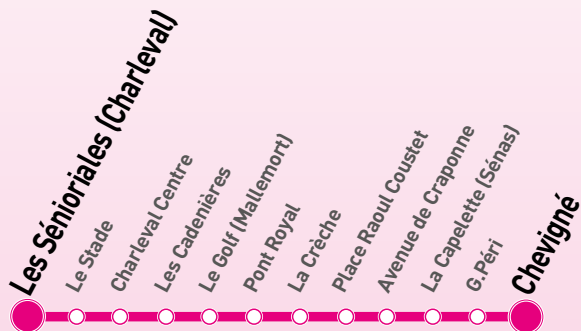 Les Sénioriales (Charleval)
Le Stade
Charleval Centre
Les Cadenières
Le Golf (Mallemort)
Pont Royal
La Crèche
Place Raoul Coustet
Avenue de Craponne
La Capelette (Sénas)
G.Péri
Chevigné